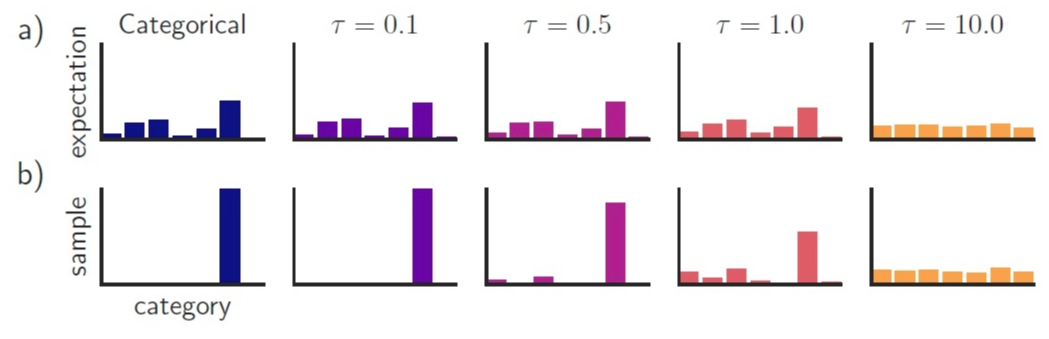 a)
Categorical
τ = 0.1
τ = 0.5
τ = 1.0
τ = 10.0
expectation
b)
sample
category